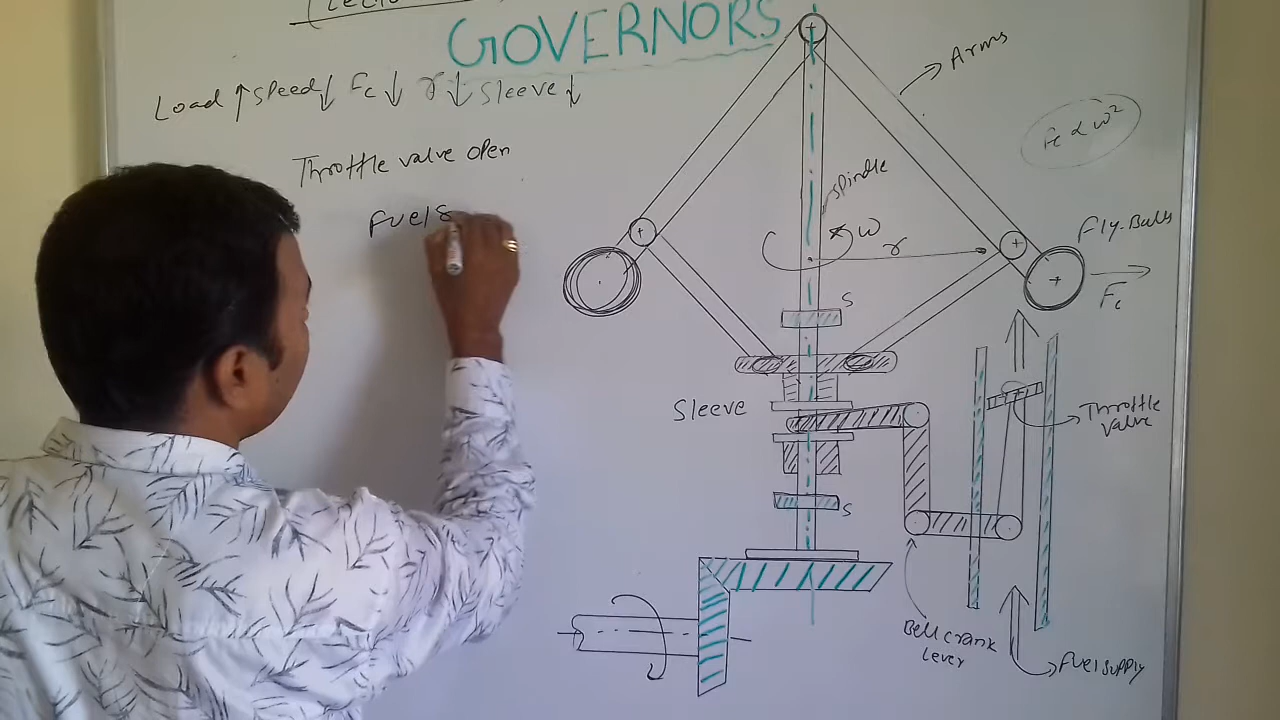 GOVERNORS
Load ↑ speed ↓ Fc ↓ r ↓ Sleeve ↓
Throttle valve open
Fuel s
Arms
Fc ∝ ω²
spindle
ω
r
Fly-Balls
Fc
S
Sleeve
Throttle
valve
S
Bell crank
lever
Fuel supply